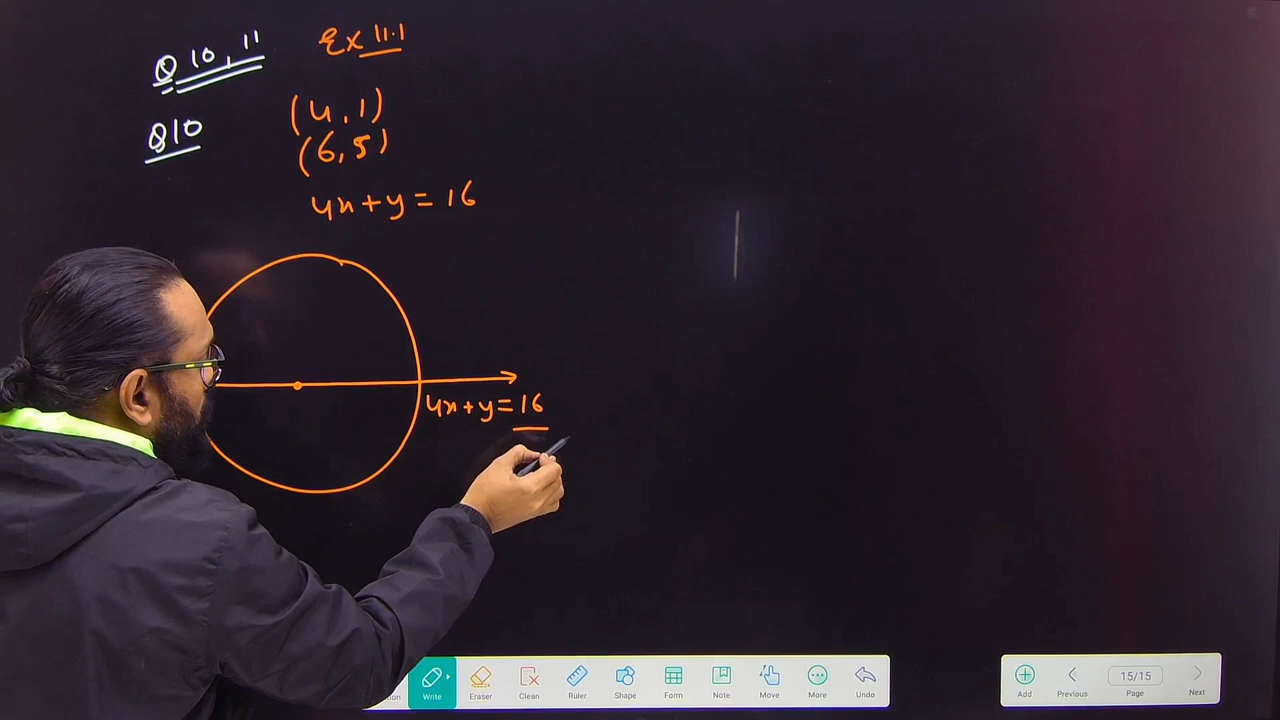 Q 10, 11 Ex 11.1
Q10 (4, 1)
(6, 5)
4x + y = 16
4x + y = 16
Write
Eraser
Clean
Ruler
Shape
Form
Note
Move
More
Undo
Add
Previous
15/15
Page
Next